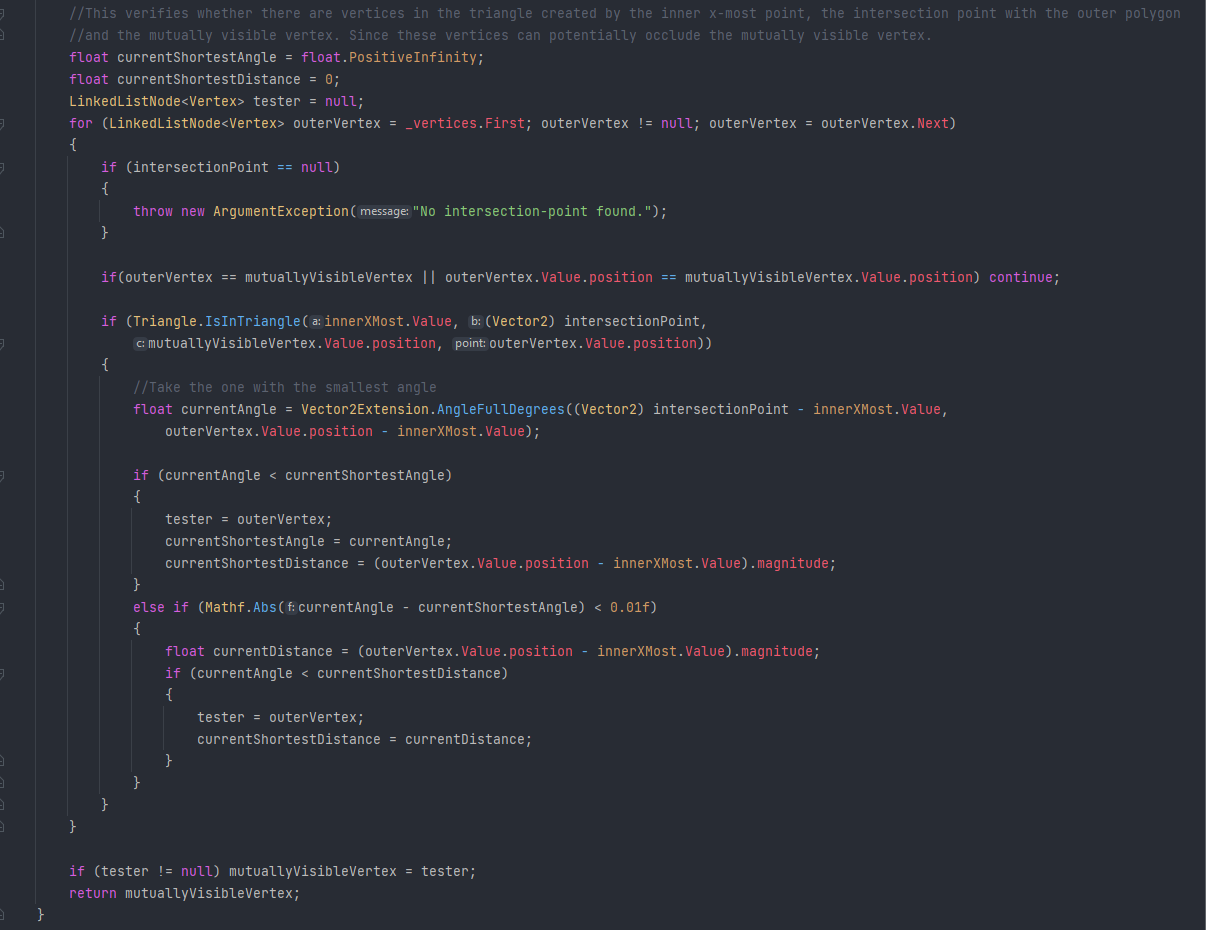 //This verifies whether there are vertices in the triangle created by the inner x-most point, the intersection point with the outer polygon
//and the mutually visible vertex. Since these vertices can potentially occlude the mutually visible vertex.
float currentShortestAngle = float.PositiveInfinity;
float currentShortestDistance = 0;
LinkedListNode<Vertex> tester = null;
for (LinkedListNode<Vertex> outerVertex = _vertices.First; outerVertex != null; outerVertex = outerVertex.Next)
{
if (intersectionPoint == null)
{
throw new ArgumentException( message: "No intersection-point found.");
}
if(outerVertex == mutuallyVisibleVertex || outerVertex.Value.position == mutuallyVisibleVertex.Value.position) continue;
if (Triangle.IsInTriangle( a: innerXMost.Value, b: (Vector2) intersectionPoint,
c: mutuallyVisibleVertex.Value.position, point: outerVertex.Value.position))
{
//Take the one with the smallest angle
float currentAngle = Vector2Extension.AngleFullDegrees((Vector2) intersectionPoint - innerXMost.Value,
outerVertex.Value.position - innerXMost.Value);
if (currentAngle < currentShortestAngle)
{
tester = outerVertex;
currentShortestAngle = currentAngle;
currentShortestDistance = (outerVertex.Value.position - innerXMost.Value).magnitude;
}
else if (Mathf.Abs( f: currentAngle - currentShortestAngle) < 0.01f)
{
float currentDistance = (outerVertex.Value.position - innerXMost.Value).magnitude;
if (currentAngle < currentShortestDistance)
{
tester = outerVertex;
currentShortestDistance = currentDistance;
}
}
}
}
if (tester != null) mutuallyVisibleVertex = tester;
return mutuallyVisibleVertex;
}